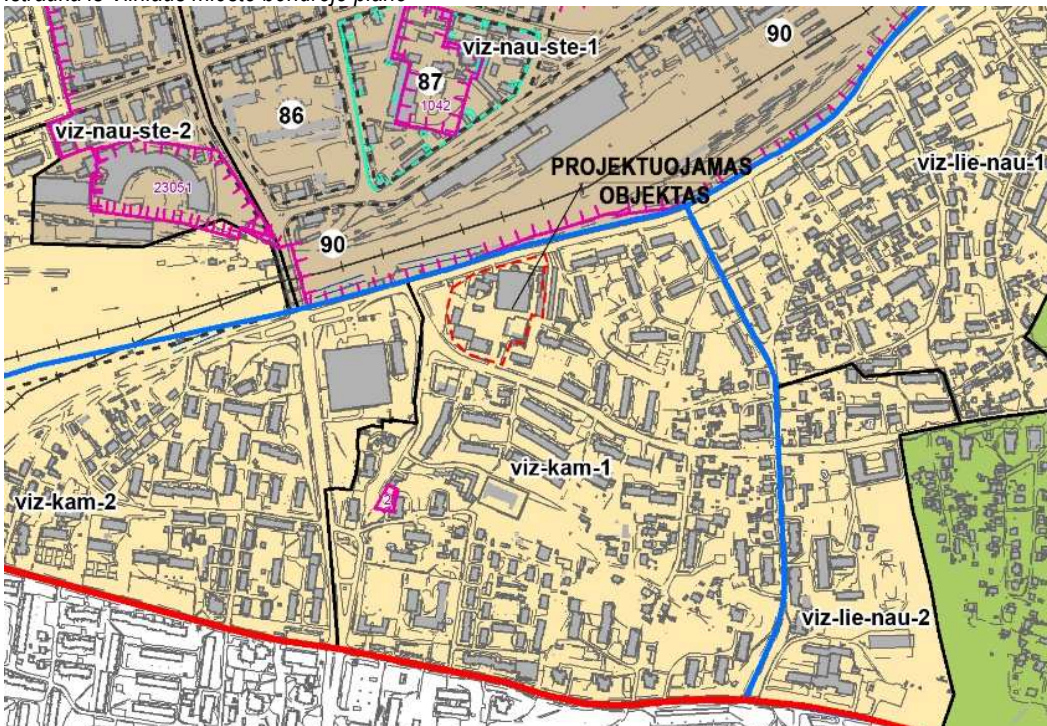 Ištrauka iš Vilniaus miesto bendrojo plano
viz-nau-ste-1
90
87
1042
86
viz-nau-ste-2
23051
PROJEKTUOJAMAS
OBJEKTAS
viz-lie-nau-1
90
viz-kam-1
viz-kam-2
viz-lie-nau-2